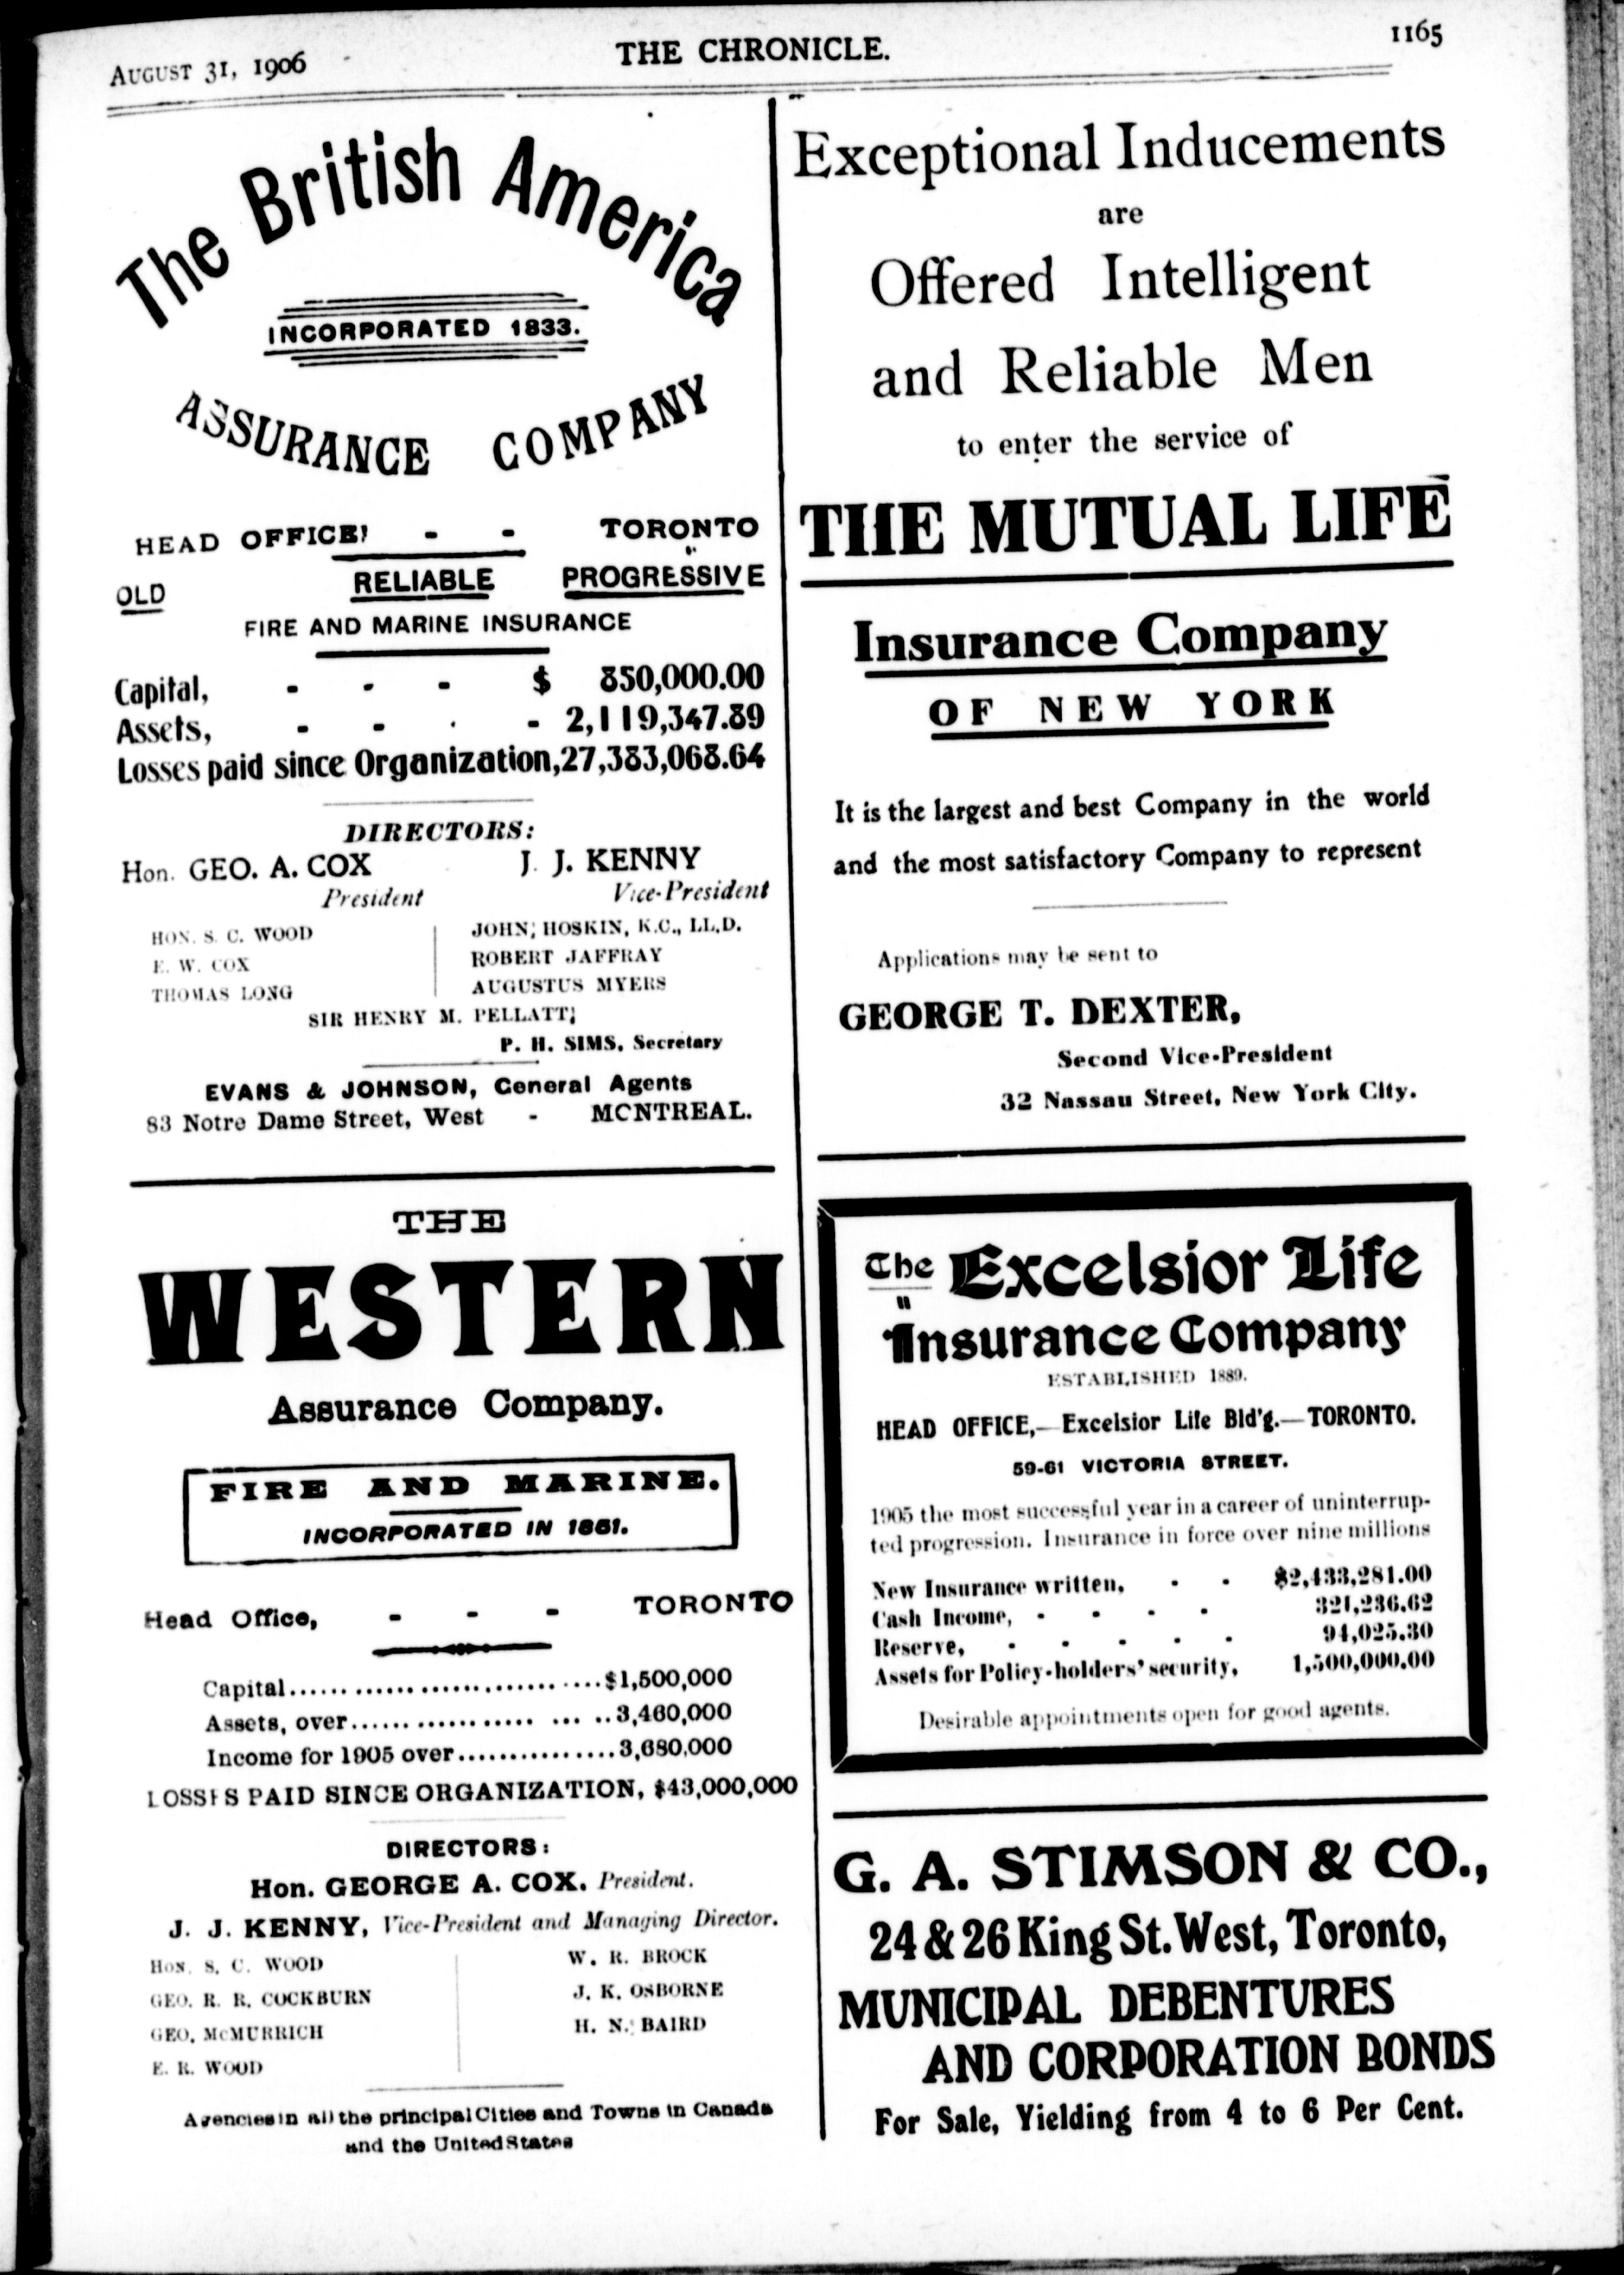 AUGUST 31, 1906
THE CHRONICLE.
1165
The British America
INCORPORATED 1833.
ASSURANCE COMPANY
HEAD OFFICE: - - TORONTO
OLD RELIABLE PROGRESSIVE
FIRE AND MARINE INSURANCE
Capital, - - - $ 850,000.00
Assets, - - - - 2,119,347.89
Losses paid since Organization, 27,383,068.64
DIRECTORS:
Hon. GEO. A. COX J. J. KENNY
President Vice-President
HON. S. C. WOOD JOHN HOSKIN, K.C., LL.D.
E. W. COX ROBERT JAFFRAY
THOMAS LONG AUGUSTUS MYERS
SIR HENRY M. PELLATT
P. H. SIMS, Secretary
EVANS & JOHNSON, General Agents
83 Notre Dame Street, West - MONTREAL.
THE
WESTERN
Assurance Company.
FIRE AND MARINE.
INCORPORATED IN 1851.
Head Office, - - - TORONTO
Capital....................................$1,500,000
Assets, over..............................3,460,000
Income for 1905 over................3,680,000
LOSSES PAID SINCE ORGANIZATION, $43,000,000
DIRECTORS:
Hon. GEORGE A. COX, President.
J. J. KENNY, Vice-President and Managing Director.
HON. S. C. WOOD W. R. BROCK
GEO. R. R. COCKBURN J. K. OSBORNE
GEO. McMURRICH H. N. BAIRD
E. R. WOOD
Agencies in all the principal Cities and Towns in Canada
and the United States
Exceptional Inducements
are
Offered Intelligent
and Reliable Men
to enter the service of
THE MUTUAL LIFE
Insurance Company
OF NEW YORK
It is the largest and best Company in the world
and the most satisfactory Company to represent
Applications may be sent to
GEORGE T. DEXTER,
Second Vice-President
32 Nassau Street, New York City.
The Excelsior Life
Insurance Company
ESTABLISHED 1889.
HEAD OFFICE,—Excelsior Life Bld'g.—TORONTO.
59-61 VICTORIA STREET.
1905 the most successful year in a career of uninterrup-
ted progression. Insurance in force over nine millions
New Insurance written, - - $2,433,281.00
Cash Income, - - - - 321,236.62
Reserve, - - - - - 94,025.30
Assets for Policy-holders' security, 1,500,000.00
Desirable appointments open for good agents.
G. A. STIMSON & CO.,
24 & 26 King St. West, Toronto,
MUNICIPAL DEBENTURES
AND CORPORATION BONDS
For Sale, Yielding from 4 to 6 Per Cent.